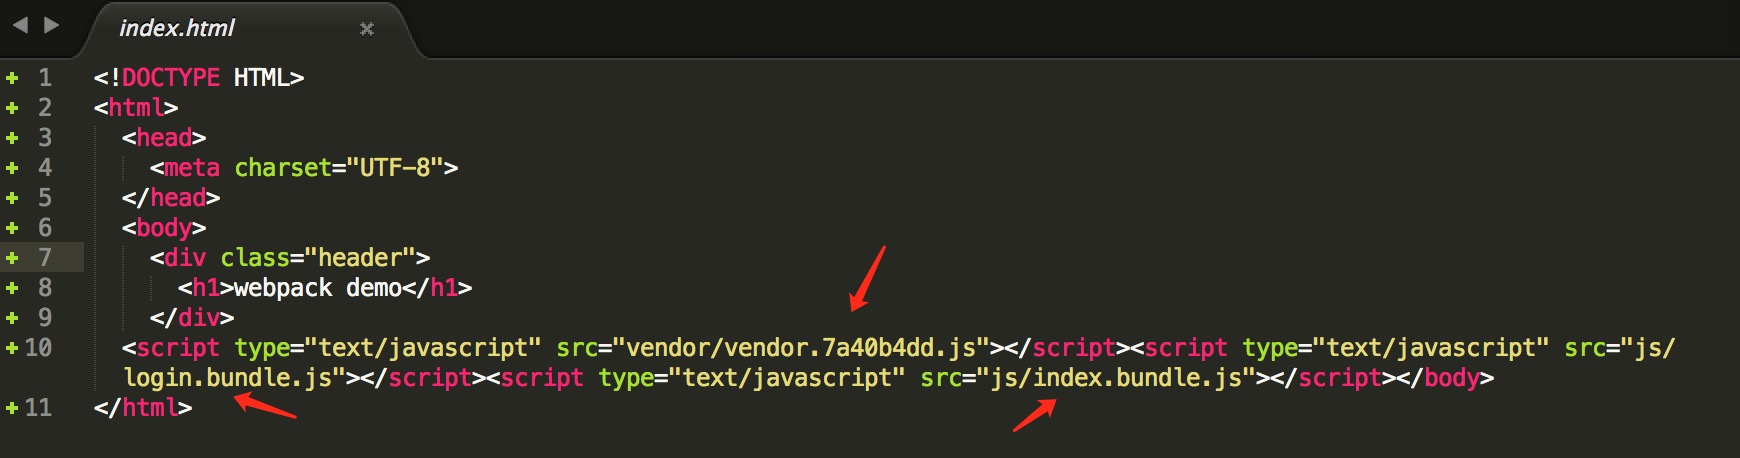 index.html
1 <!DOCTYPE HTML>
2 <html>
3 <head>
4 <meta charset="UTF-8">
5 </head>
6 <body>
7 <div class="header">
8 <h1>webpack demo</h1>
9 </div>
10 <script type="text/javascript" src="vendor/vendor.7a40b4dd.js"></script><script type="text/javascript" src="js/
login.bundle.js"></script><script type="text/javascript" src="js/index.bundle.js"></script></body>
11 </html>